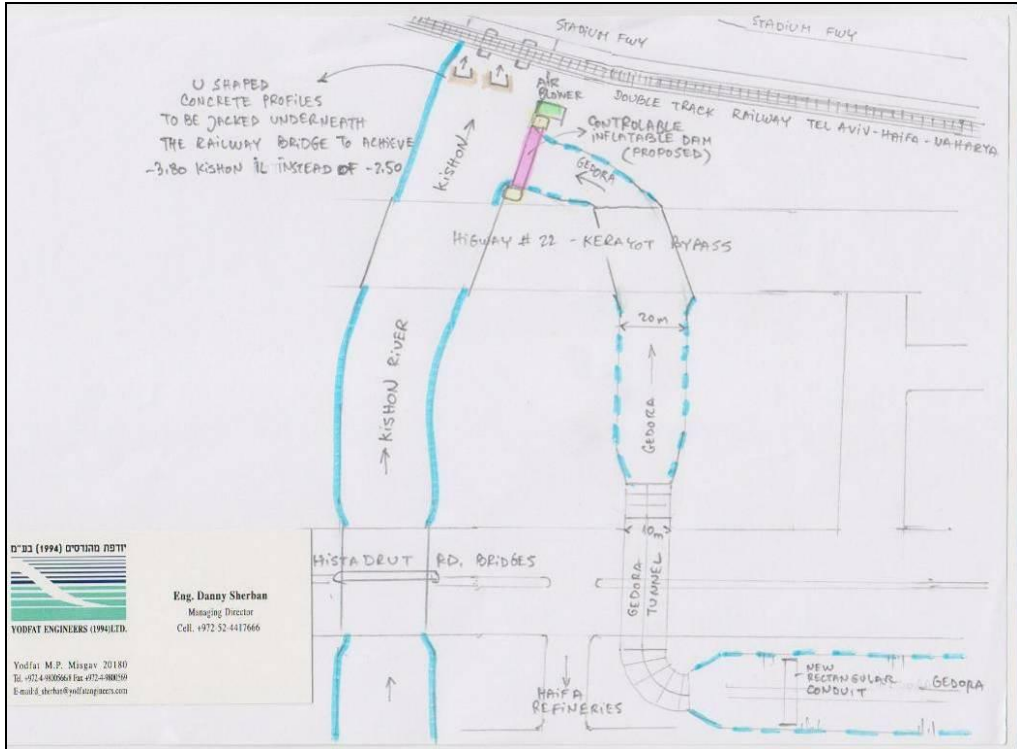 STADIUM FWY
STADIUM FWY
U SHAPED
CONCRETE PROFILES
TO BE JACKED UNDERNEATH
THE RAILWAY BRIDGE TO ACHIEVE
-3.80 KISHON IL INSTEAD OF -2.50
AIR
BLOWER
DOUBLE TRACK RAILWAY TEL AVIV-HAIFA-NAHARYA
CONTROLABLE
INFLATABLE DAM
(PROPOSED)
KISHON
GEDORA
HIGWAY # 22 - KERAYOT BYPASS
20m
KISHON RIVER
GEDORA
10m
HISTADRUT RD. BRIDGES
GEDORA
TUNNEL
HAIFA
REFINERIES
NEW
RECTANGULAR
CONDUIT
GEDORA
יודפת מהנדסים (1994) בע"מ
YODFAT ENGINEERS (1994) LTD.
Eng. Danny Sherban
Managing Director
Cell. +972 52-4417666
Yodfat M.P. Misgav 20180